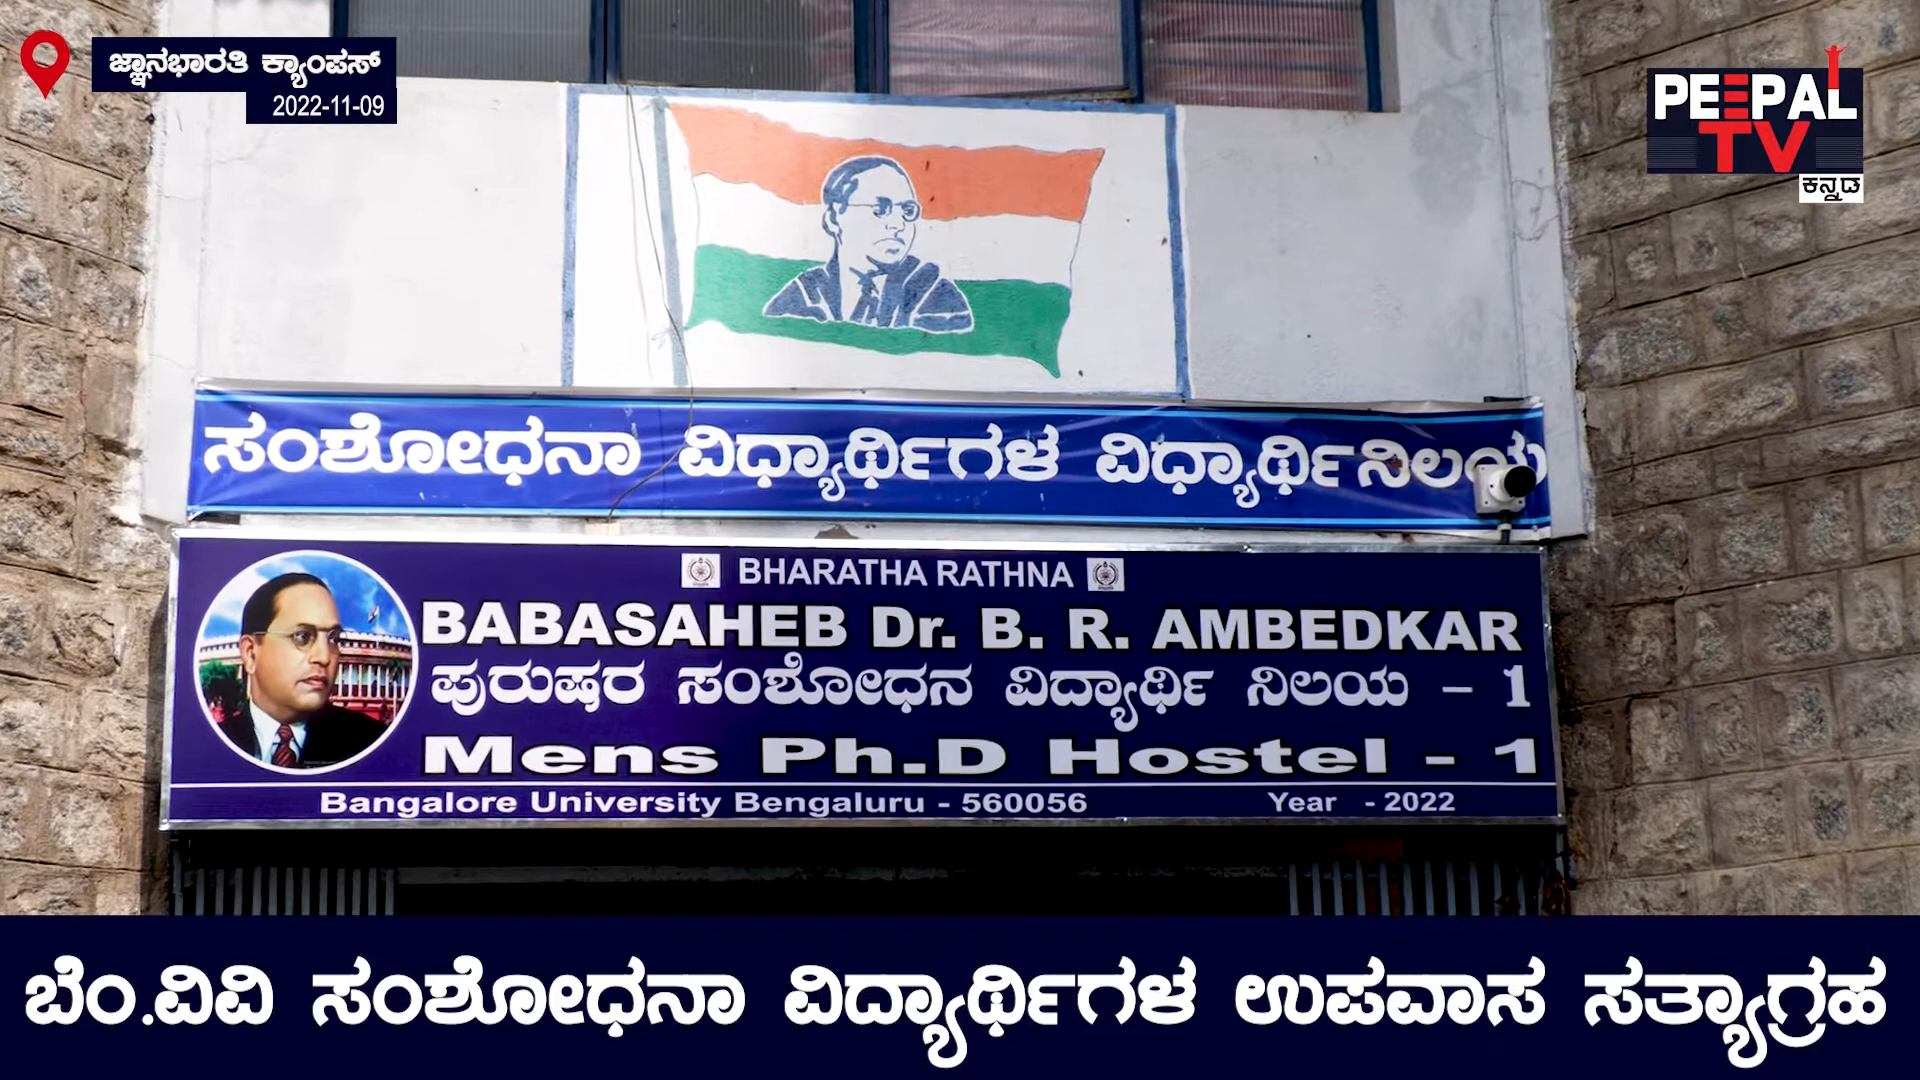 ಜ್ಞಾನಭಾರತಿ ಕ್ಯಾಂಪಸ್
2022-11-09
PEEPAL
TV
ಕನ್ನಡ
ಸಂಶೋಧನಾ ವಿಧ್ಯಾರ್ಥಿಗಳ ವಿಧ್ಯಾರ್ಥಿನಿಲಯ
BHARATHA RATHNA
BABASAHEB Dr. B. R. AMBEDKAR
ಪುರುಷರ ಸಂಶೋಧನ ವಿದ್ಯಾರ್ಥಿ ನಿಲಯ – 1
Mens Ph.D Hostel - 1
Bangalore University Bengaluru - 560056 Year - 2022
ಬೆಂ.ವಿವಿ ಸಂಶೋಧನಾ ವಿದ್ಯಾರ್ಥಿಗಳ ಉಪವಾಸ ಸತ್ಯಾಗ್ರಹ